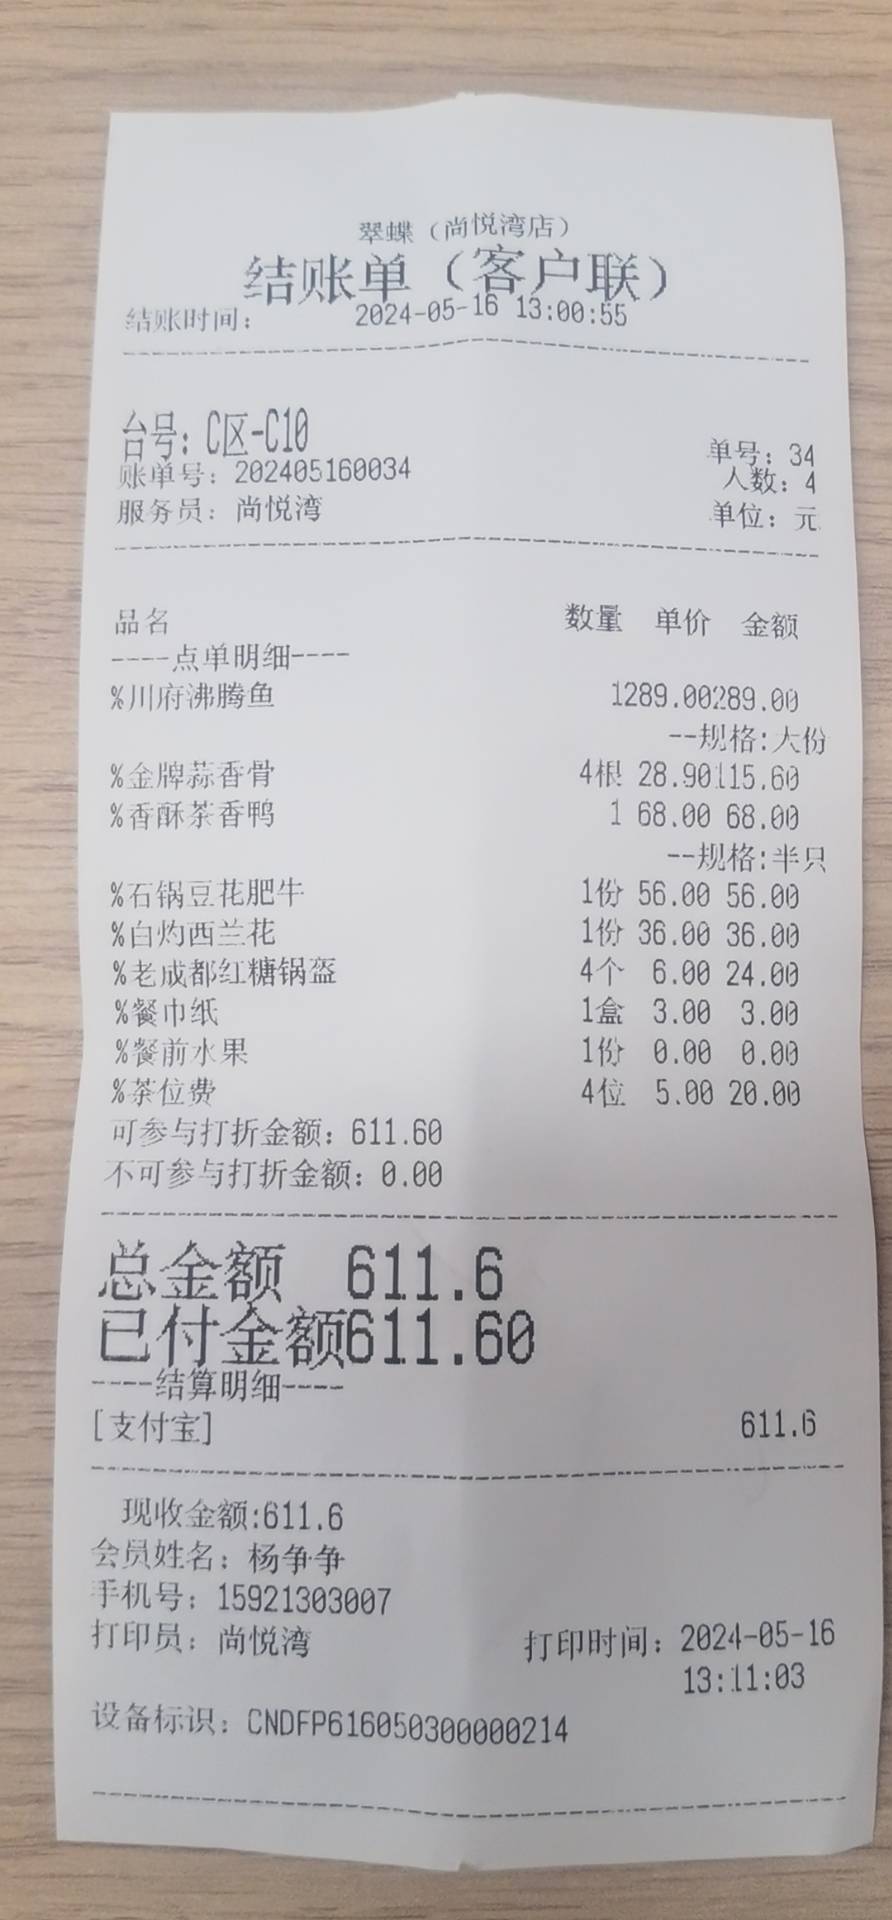 翠蝶（尚悦湾店）
结账单（客户联）
结账时间： 2024-05-16 13:00:55
台号：C区-C10
单号：34
账单号：202405160034
人数：4
服务员：尚悦湾
单位：元
品名 数量 单价 金额
----点单明细----
%川府沸腾鱼 1289.00289.00
--规格:大份
%金牌蒜香骨 4根 28.90115.60
%香酥茶香鸭 1 68.00 68.00
--规格:半只
%石锅豆花肥牛 1份 56.00 56.00
%白灼西兰花 1份 36.00 36.00
%老成都红糖锅盔 4个 6.00 24.00
%餐巾纸 1盒 3.00 3.00
%餐前水果 1份 0.00 0.00
%茶位费 4位 5.00 20.00
可参与打折金额：611.60
不可参与打折金额：0.00
总金额 611.6
已付金额611.60
----结算明细----
[支付宝] 611.6
现收金额:611.6
会员姓名：杨争争
手机号：15921303007
打印员：尚悦湾 打印时间：2024-05-16
13:11:03
设备标识：CNDFP616050300000214